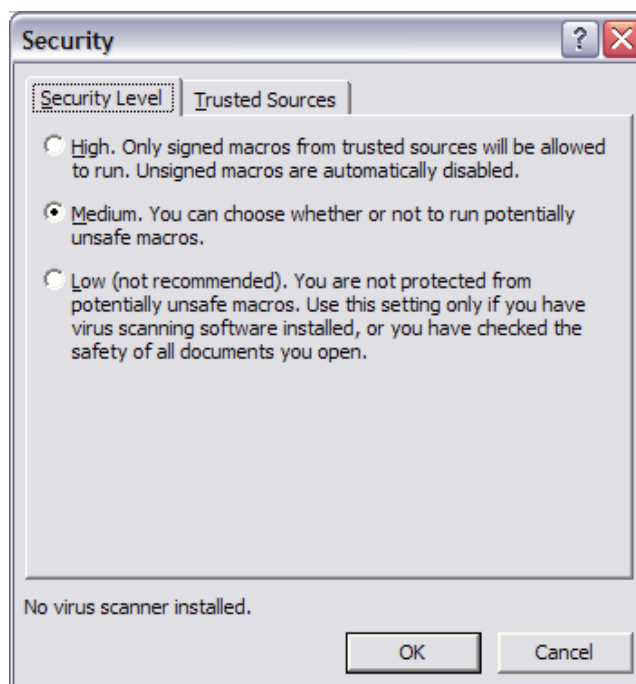 Security
Security Level
Trusted Sources
High. Only signed macros from trusted sources will be allowed
to run. Unsigned macros are automatically disabled.
Medium. You can choose whether or not to run potentially
unsafe macros.
Low (not recommended). You are not protected from
potentially unsafe macros. Use this setting only if you have
virus scanning software installed, or you have checked the
safety of all documents you open.
No virus scanner installed.
OK
Cancel